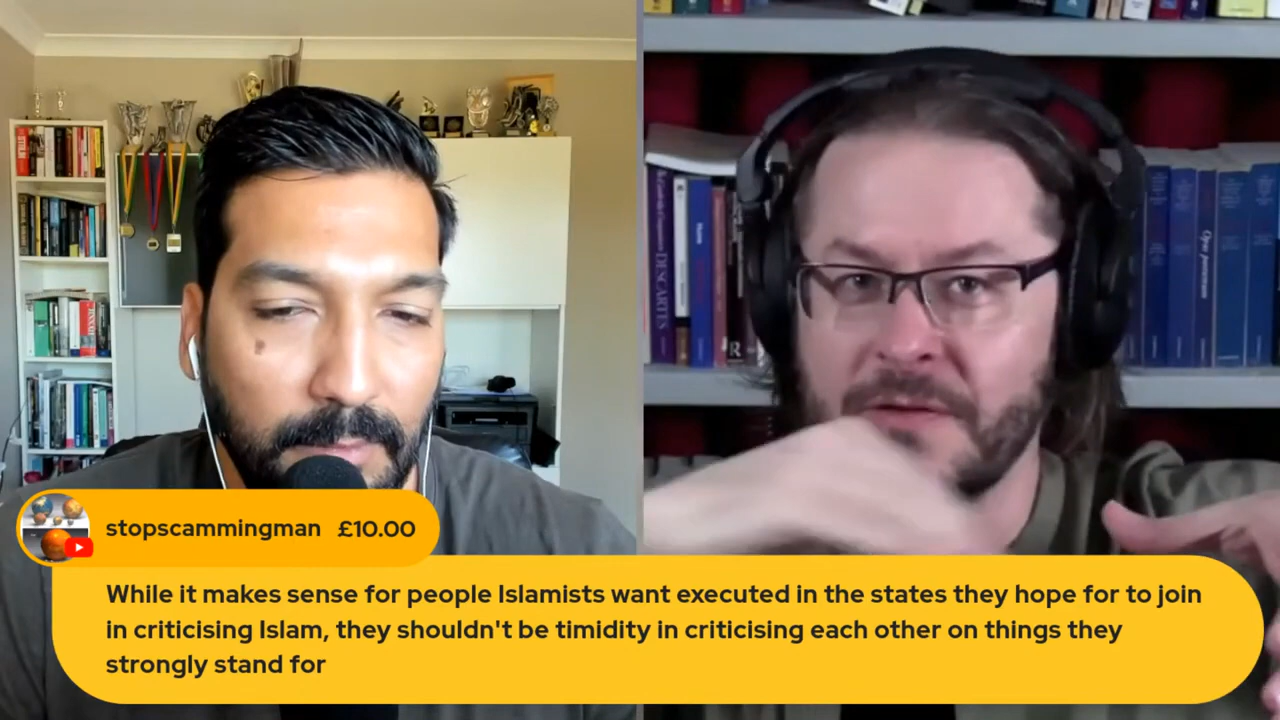 STALIN
DESCARTES
R
stopscammingman £10.00
While it makes sense for people Islamists want executed in the states they hope for to join
in criticising Islam, they shouldn't be timidity in criticising each other on things they
strongly stand for